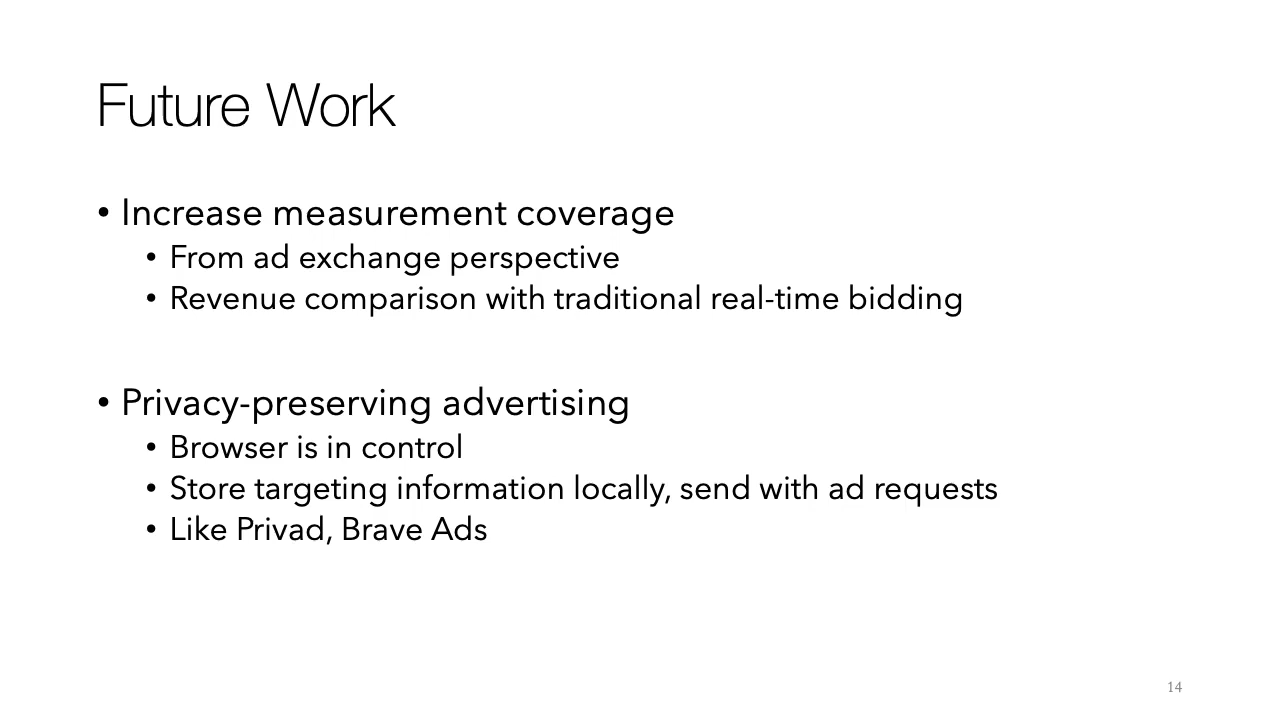 Future Work
• Increase measurement coverage
• From ad exchange perspective
• Revenue comparison with traditional real-time bidding
• Privacy-preserving advertising
• Browser is in control
• Store targeting information locally, send with ad requests
• Like Privad, Brave Ads
14